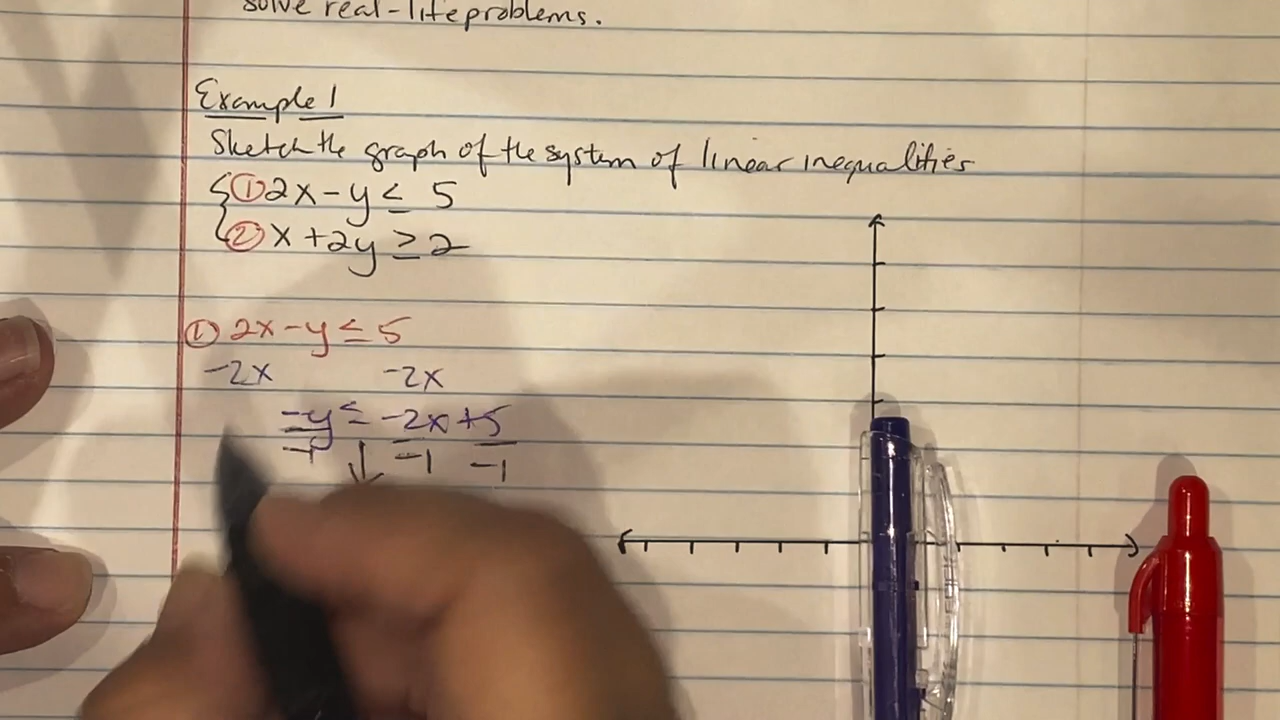 solve real-life problems.
Example 1
Sketch the graph of the system of linear inequalities
① 2x - y ≤ 5
② x + 2y ≥ 2
① 2x - y ≤ 5
-2x -2x
-y ≤ -2x + 5
-1 ↓ -1 -1